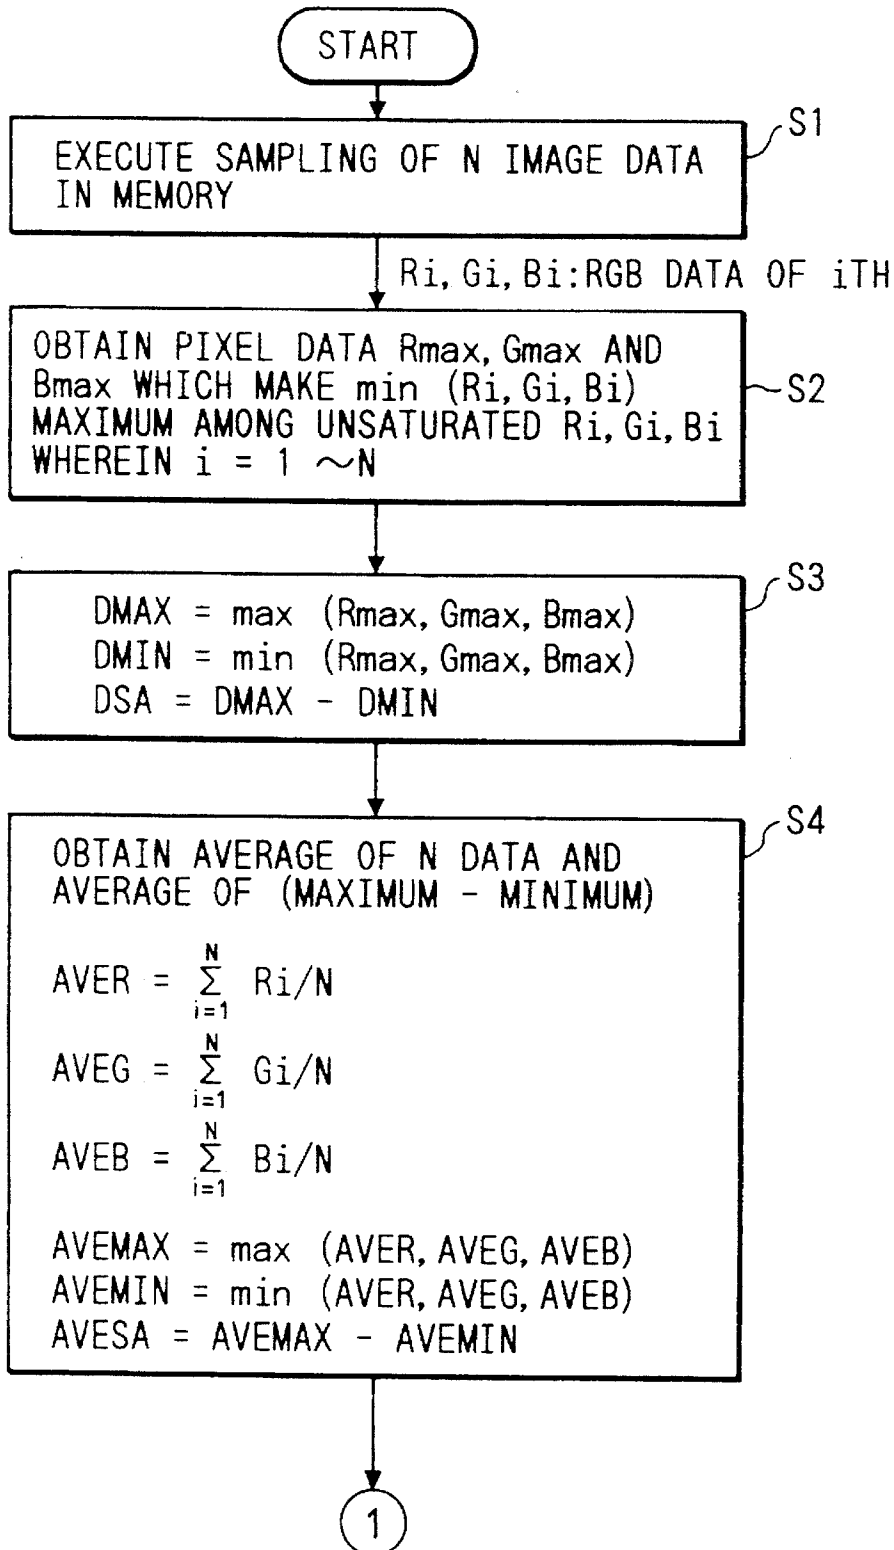 START
S1
EXECUTE SAMPLING OF N IMAGE DATA
IN MEMORY
Ri, Gi, Bi:RGB DATA OF iTH
OBTAIN PIXEL DATA Rmax, Gmax AND
Bmax WHICH MAKE min (Ri, Gi, Bi)
MAXIMUM AMONG UNSATURATED Ri, Gi, Bi
WHEREIN i = 1 ~N
S2
S3
DMAX = max (Rmax, Gmax, Bmax)
DMIN = min (Rmax, Gmax, Bmax)
DSA = DMAX - DMIN
S4
OBTAIN AVERAGE OF N DATA AND
AVERAGE OF (MAXIMUM - MINIMUM)
N
AVER = Σ Ri/N
i=1
N
AVEG = Σ Gi/N
i=1
N
AVEB = Σ Bi/N
i=1
AVEMAX = max (AVER, AVEG, AVEB)
AVEMIN = min (AVER, AVEG, AVEB)
AVESA = AVEMAX - AVEMIN
1